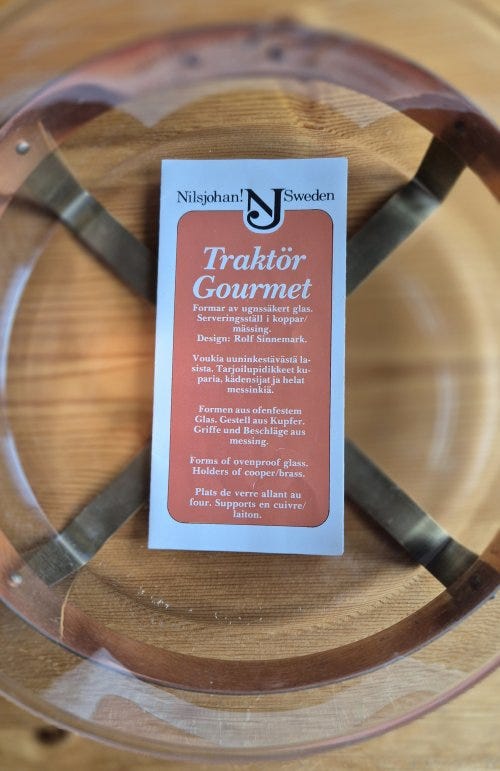 Nilsjohan! NJ Sweden
Traktör
Gourmet
Formar av ugnssäkert glas.
Serveringsställ i koppar/
mässing.
Design: Rolf Sinnemark.
Voukia uuninkestävästä la-
sista. Tarjoilupidikkeet ku-
paria, kädensijat ja helat
messinkiä.
Formen aus ofenfestem
Glas. Gestell aus Kupfer.
Griffe und Beschläge aus
messing.
Forms of ovenproof glass.
Holders of cooper/brass.
Plats de verre allant au
four. Supports en cuivre/
laiton.